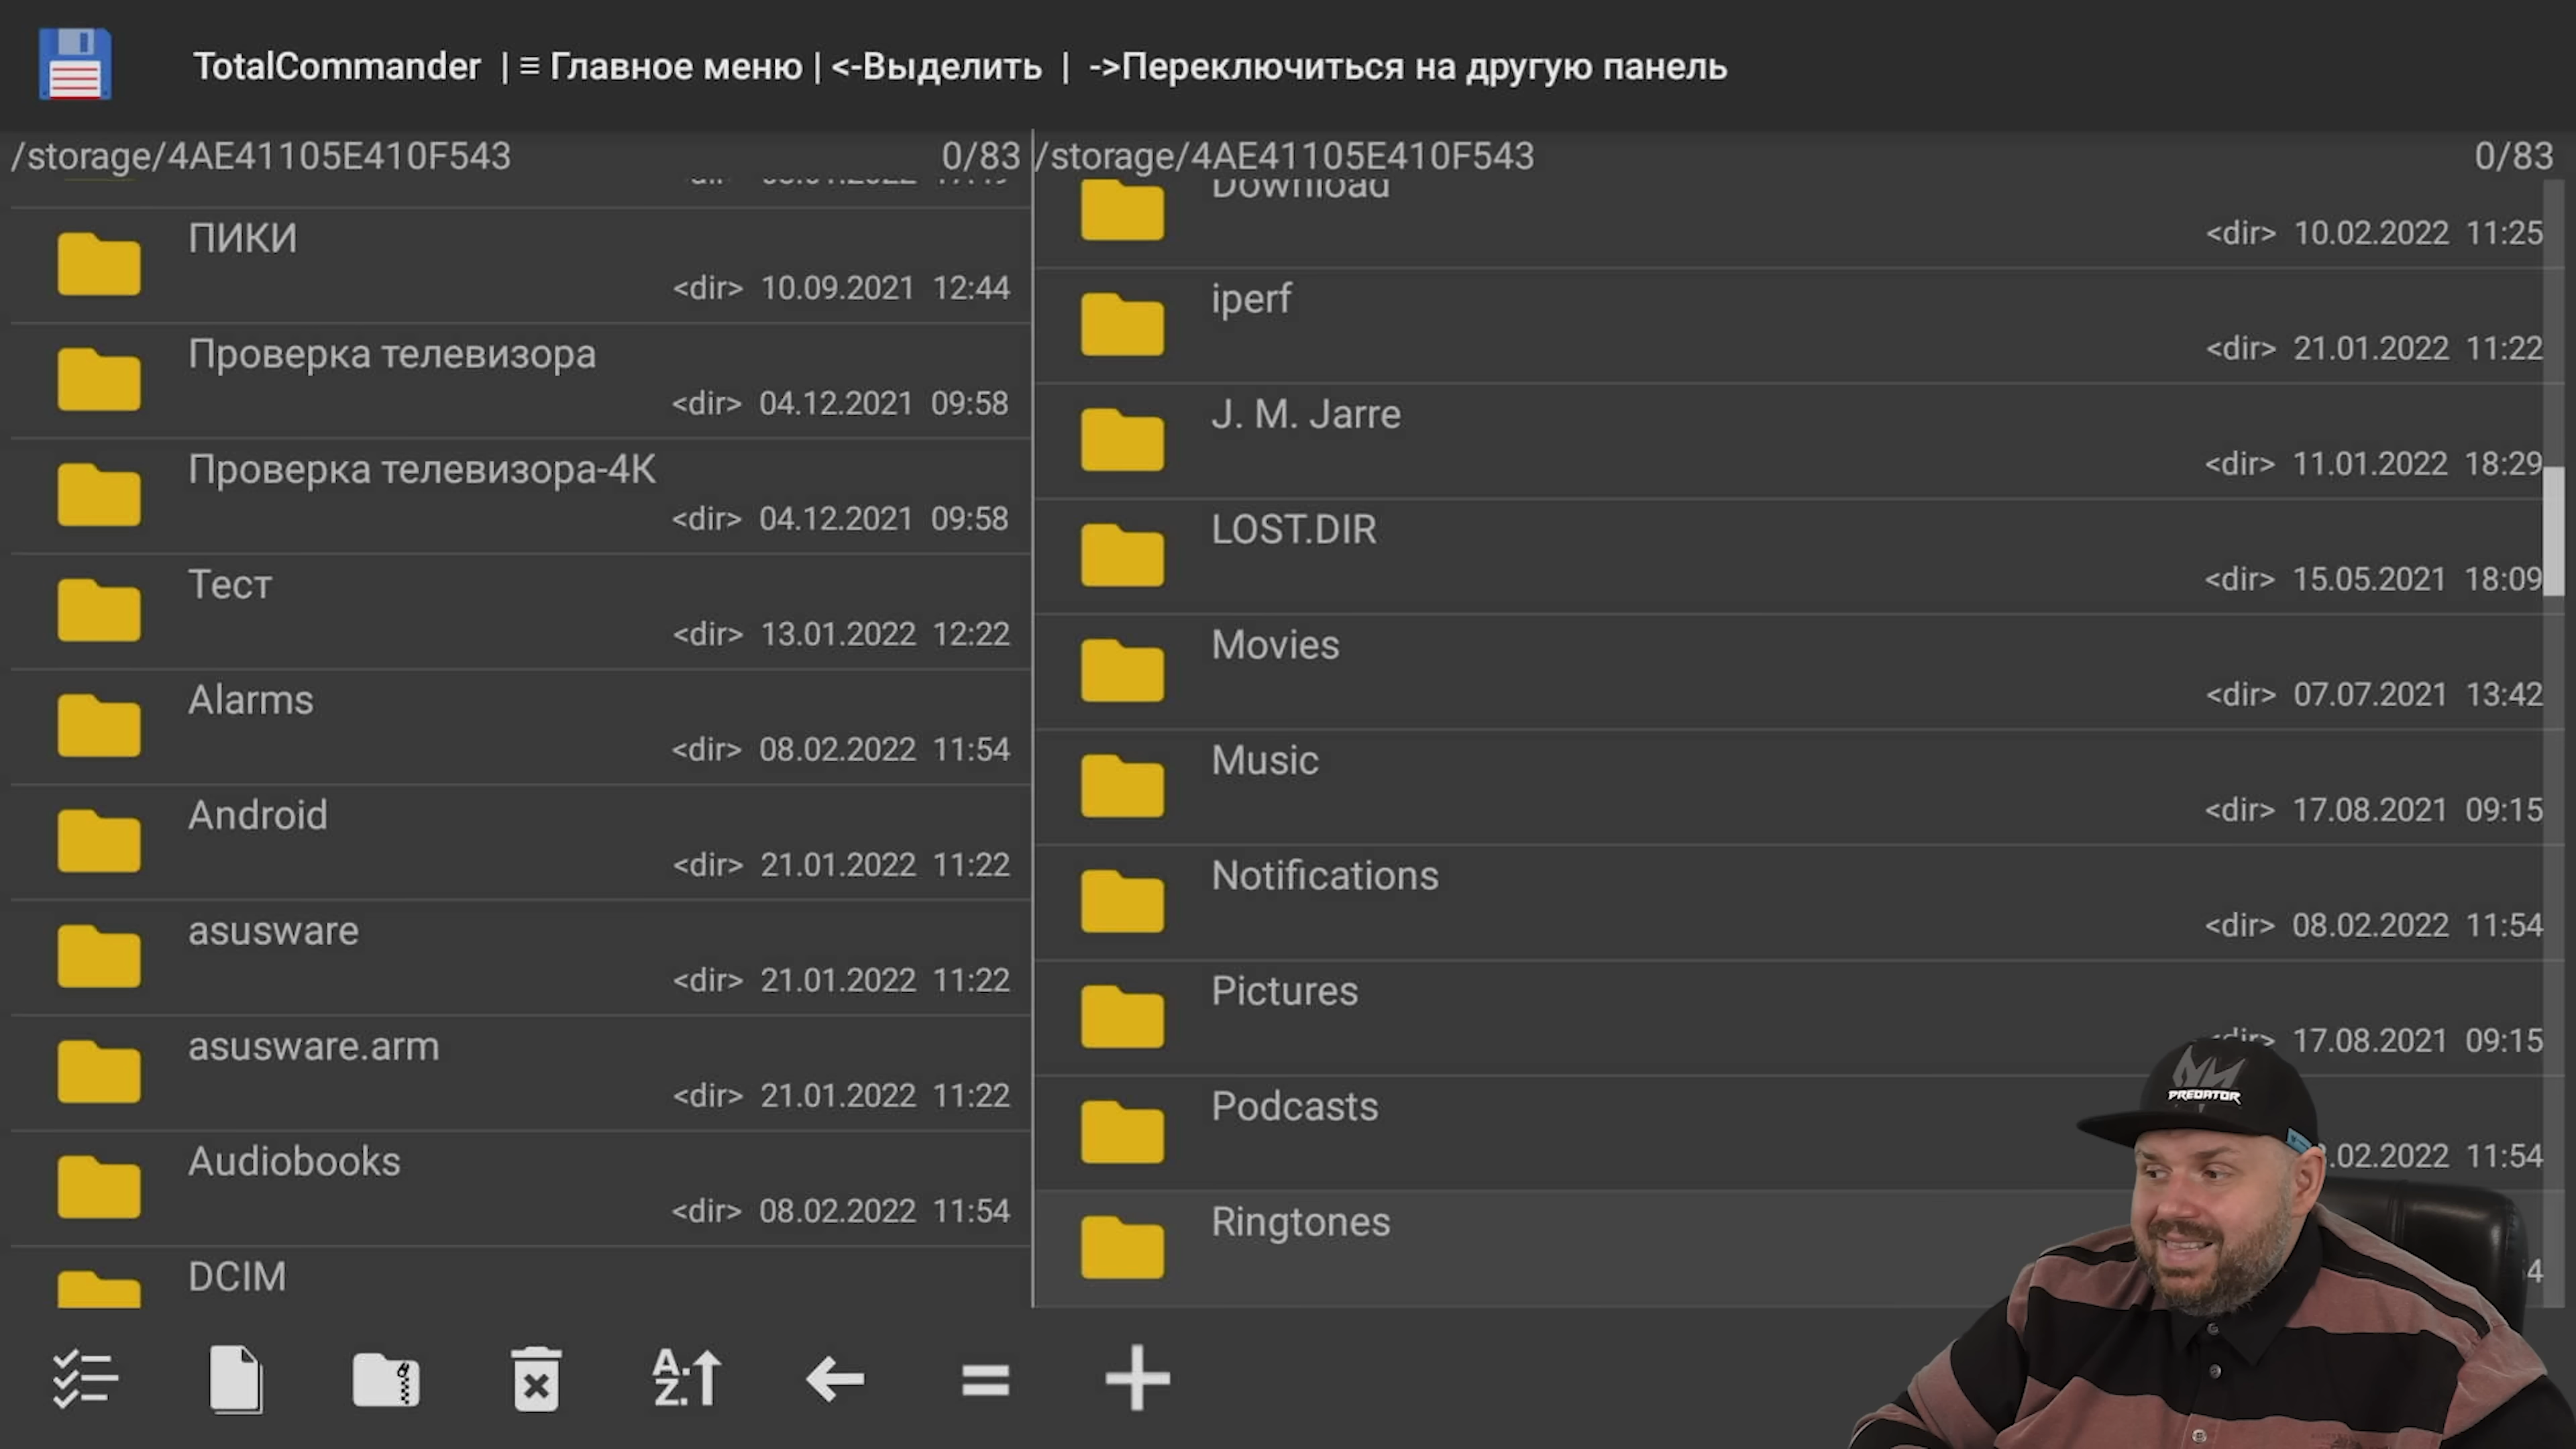 TotalCommander | ≡ Главное меню | <-Выделить | ->Переключиться на другую панель
/storage/4AE41105E410F543 0/83
ПИКИ
<dir> 10.09.2021 12:44
Проверка телевизора
<dir> 04.12.2021 09:58
Проверка телевизора-4К
<dir> 04.12.2021 09:58
Тест
<dir> 13.01.2022 12:22
Alarms
<dir> 08.02.2022 11:54
Android
<dir> 21.01.2022 11:22
asusware
<dir> 21.01.2022 11:22
asusware.arm
<dir> 21.01.2022 11:22
Audiobooks
<dir> 08.02.2022 11:54
DCIM
/storage/4AE41105E410F543 0/83
Download
<dir> 10.02.2022 11:25
iperf
<dir> 21.01.2022 11:22
J. M. Jarre
<dir> 11.01.2022 18:29
LOST.DIR
<dir> 15.05.2021 18:09
Movies
<dir> 07.07.2021 13:42
Music
<dir> 17.08.2021 09:15
Notifications
<dir> 08.02.2022 11:54
Pictures
<dir> 17.08.2021 09:15
Podcasts
.02.2022 11:54
Ringtones
4
A.
Z.
PREDATOR